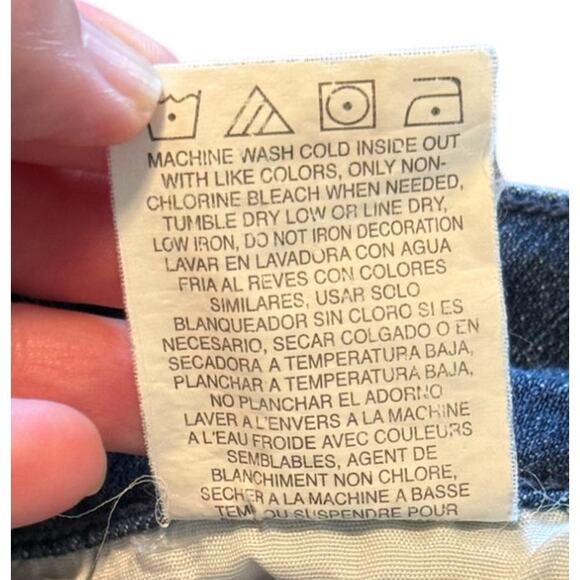 MACHINE WASH COLD INSIDE OUT
WITH LIKE COLORS, ONLY NON-
CHLORINE BLEACH WHEN NEEDED,
TUMBLE DRY LOW OR LINE DRY,
LOW IRON, DO NOT IRON DECORATION
LAVAR EN LAVADORA CON AGUA
FRIA AL REVES CON COLORES
SIMILARES, USAR SOLO
BLANQUEADOR SIN CLORO SI ES
NECESARIO, SECAR COLGADO O EN
SECADORA A TEMPERATURA BAJA,
PLANCHAR A TEMPERATURA BAJA,
NO PLANCHAR EL ADORNO
LAVER A L'ENVERS A LA MACHINE
A L'EAU FROIDE AVEC COULEURS
SEMBLABLES, AGENT DE
BLANCHIMENT NON CHLORE,
SECHER A LA MACHINE A BASSE
OU SUSPENDRE POUR